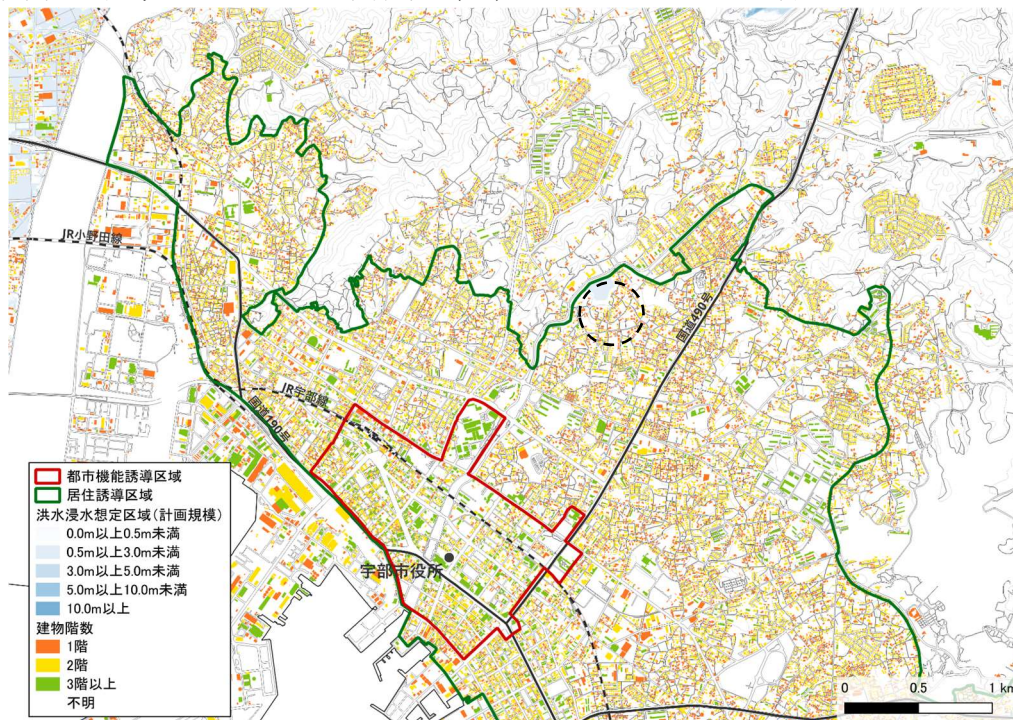 JR小野田線
国道490号
JR宇部線
国道190号
宇部市役所
都市機能誘導区域
居住誘導区域
洪水浸水想定区域(計画規模)
0.0m以上0.5m未満
0.5m以上3.0m未満
3.0m以上5.0m未満
5.0m以上10.0m未満
10.0m以上
建物階数
1階
2階
3階以上
不明
0 0.5 1 km